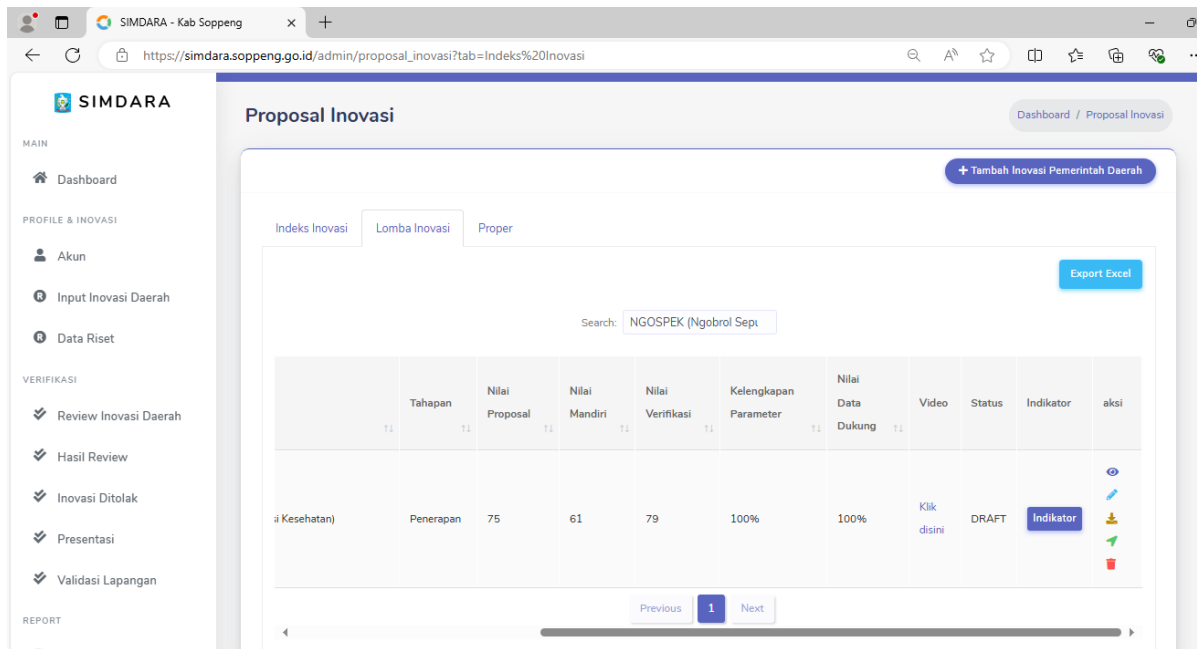 SIMDARA - Kab Soppeng
https://simdara.soppeng.go.id/admin/proposal_inovasi?tab=Indeks%20Inovasi
SIMDARA
MAIN
Dashboard
PROFILE & INOVASI
Akun
Input Inovasi Daerah
Data Riset
VERIFIKASI
Review Inovasi Daerah
Hasil Review
Inovasi Ditolak
Presentasi
Validasi Lapangan
REPORT
Proposal Inovasi
Dashboard / Proposal Inovasi
+ Tambah Inovasi Pemerintah Daerah
Indeks Inovasi Lomba Inovasi Proper
Export Excel
Search: NGOSPEK (Ngobrol Sepu
Tahapan
Nilai Proposal
Nilai Mandiri
Nilai Verifikasi
Kelengkapan Parameter
Nilai Data Dukung
Video
Status
Indikator
aksi
si Kesehatan) Penerapan 75 61 79 100% 100% Klik disini DRAFT Indikator
Previous 1 Next